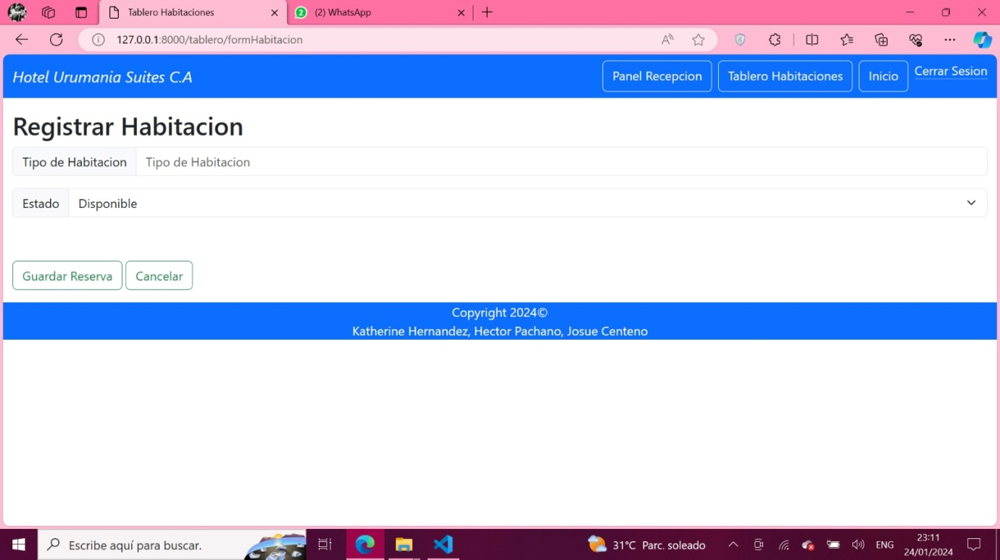 Tablero Habitaciones
2
(2) WhatsApp
127.0.0.1:8000/tablero/formHabitacion
Hotel Urumania Suites C.A
Panel Recepcion
Tablero Habitaciones
Inicio
Cerrar Sesion
Registrar Habitacion
Tipo de Habitacion
Tipo de Habitacion
Estado
Disponible
Guardar Reserva
Cancelar
Copyright 2024©
Katherine Hernandez, Hector Pachano, Josue Centeno
Escribe aquí para buscar.
31°C Parc. soleado
ENG
23:11
24/01/2024